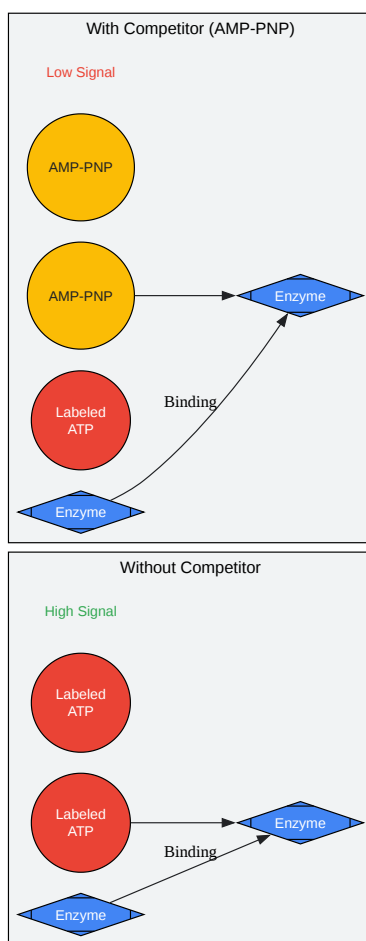 With Competitor (AMP-PNP)
Low Signal
AMP-PNP
AMP-PNP
Enzyme
Binding
Labeled
ATP
Enzyme
Without Competitor
High Signal
Labeled
ATP
Labeled
ATP
Enzyme
Binding
Enzyme